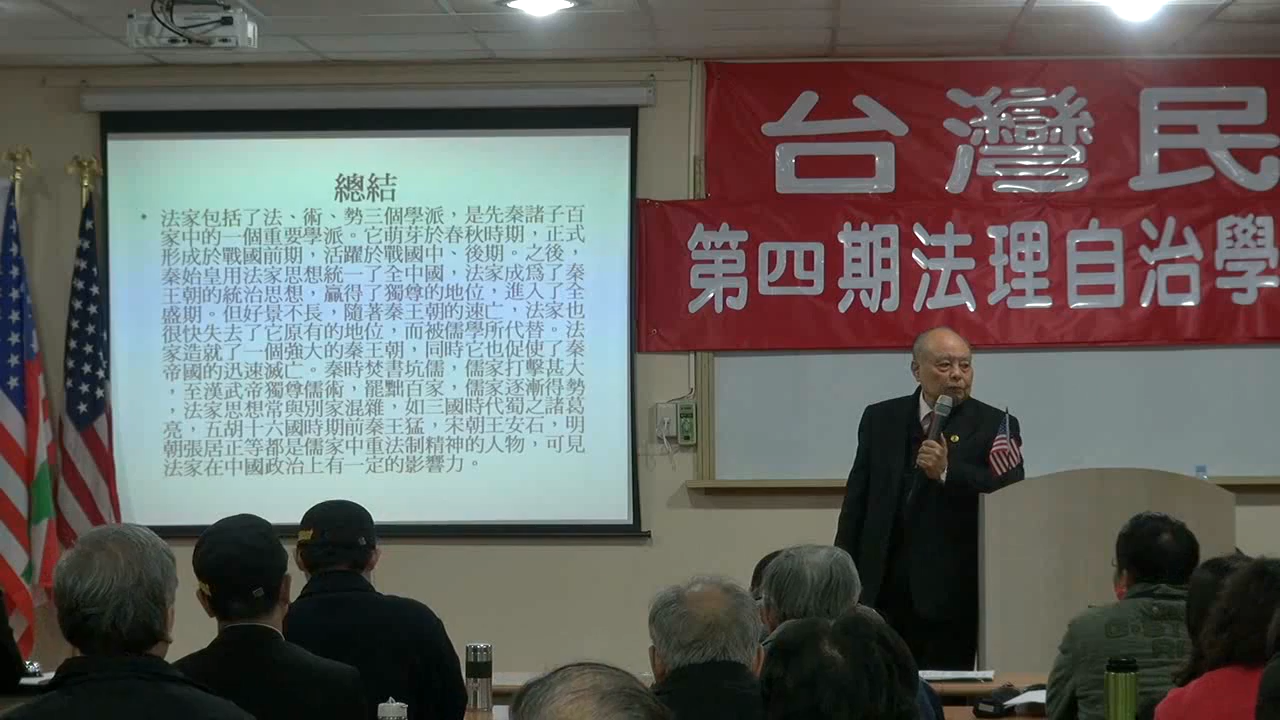 總結
法家包括了法、術、勢三個學派，是先秦諸子百
家中的一個重要學派。它萌芽於春秋時期，正式
形成於戰國前期，活躍於戰國中、後期。之後，
秦始皇用法家思想統一了全中國，法家成爲了秦
王朝的統治思想，贏得了獨尊的地位，進入了全
盛期。但好景不長，隨著秦王朝的速亡，法家也
很快失去了它原有的地位，而被儒學所代替。法
家造就了一個強大的秦王朝，同時它也促使了秦
帝國的迅速滅亡。秦時焚書坑儒，儒家打擊甚大
，至漢武帝獨尊儒術，罷黜百家，儒家逐漸得勢
，法家思想常與別家混雜，如三國時代蜀之諸葛
亮，五胡十六國時期前秦王猛，宋朝王安石，明
朝張居正等都是儒家中重法制精神的人物，可見
法家在中國政治上有一定的影響力。
台灣民
第四期法理自治學